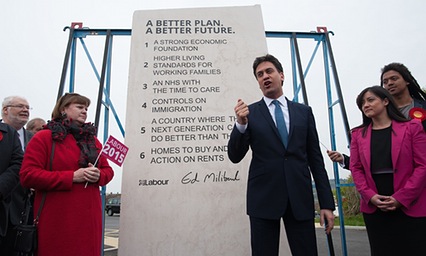 A BETTER PLAN.
A BETTER FUTURE.
1 A STRONG ECONOMIC
FOUNDATION
2 HIGHER LIVING
STANDARDS FOR
WORKING FAMILIES
3 AN NHS WITH
THE TIME TO CARE
4 CONTROLS ON
IMMIGRATION
5 A COUNTRY WHERE
NEXT GENERATION C
DO BETTER THAN TH
6 HOMES TO BUY AND
ACTION ON RENTS
Labour Ed Miliband
LABOUR
2015